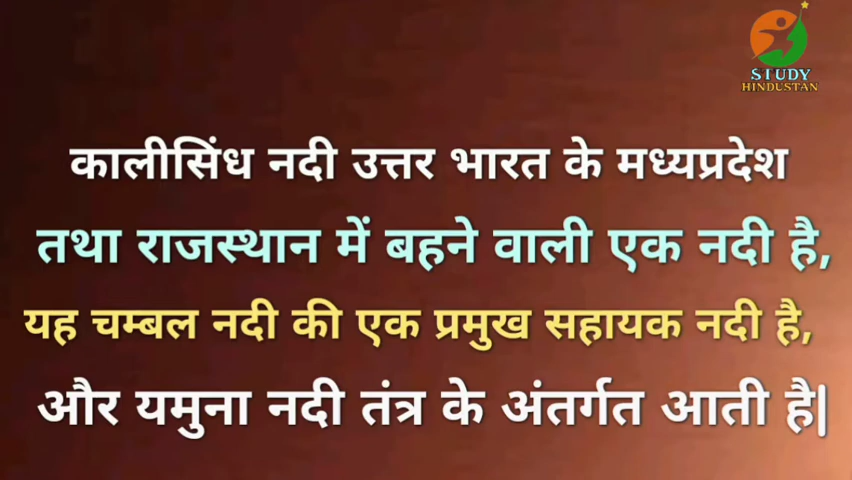 STUDY
HINDUSTAN
कालीसिंध नदी उत्तर भारत के मध्यप्रदेश
तथा राजस्थान में बहने वाली एक नदी है,
यह चम्बल नदी की एक प्रमुख सहायक नदी है,
और यमुना नदी तंत्र के अंतर्गत आती है|